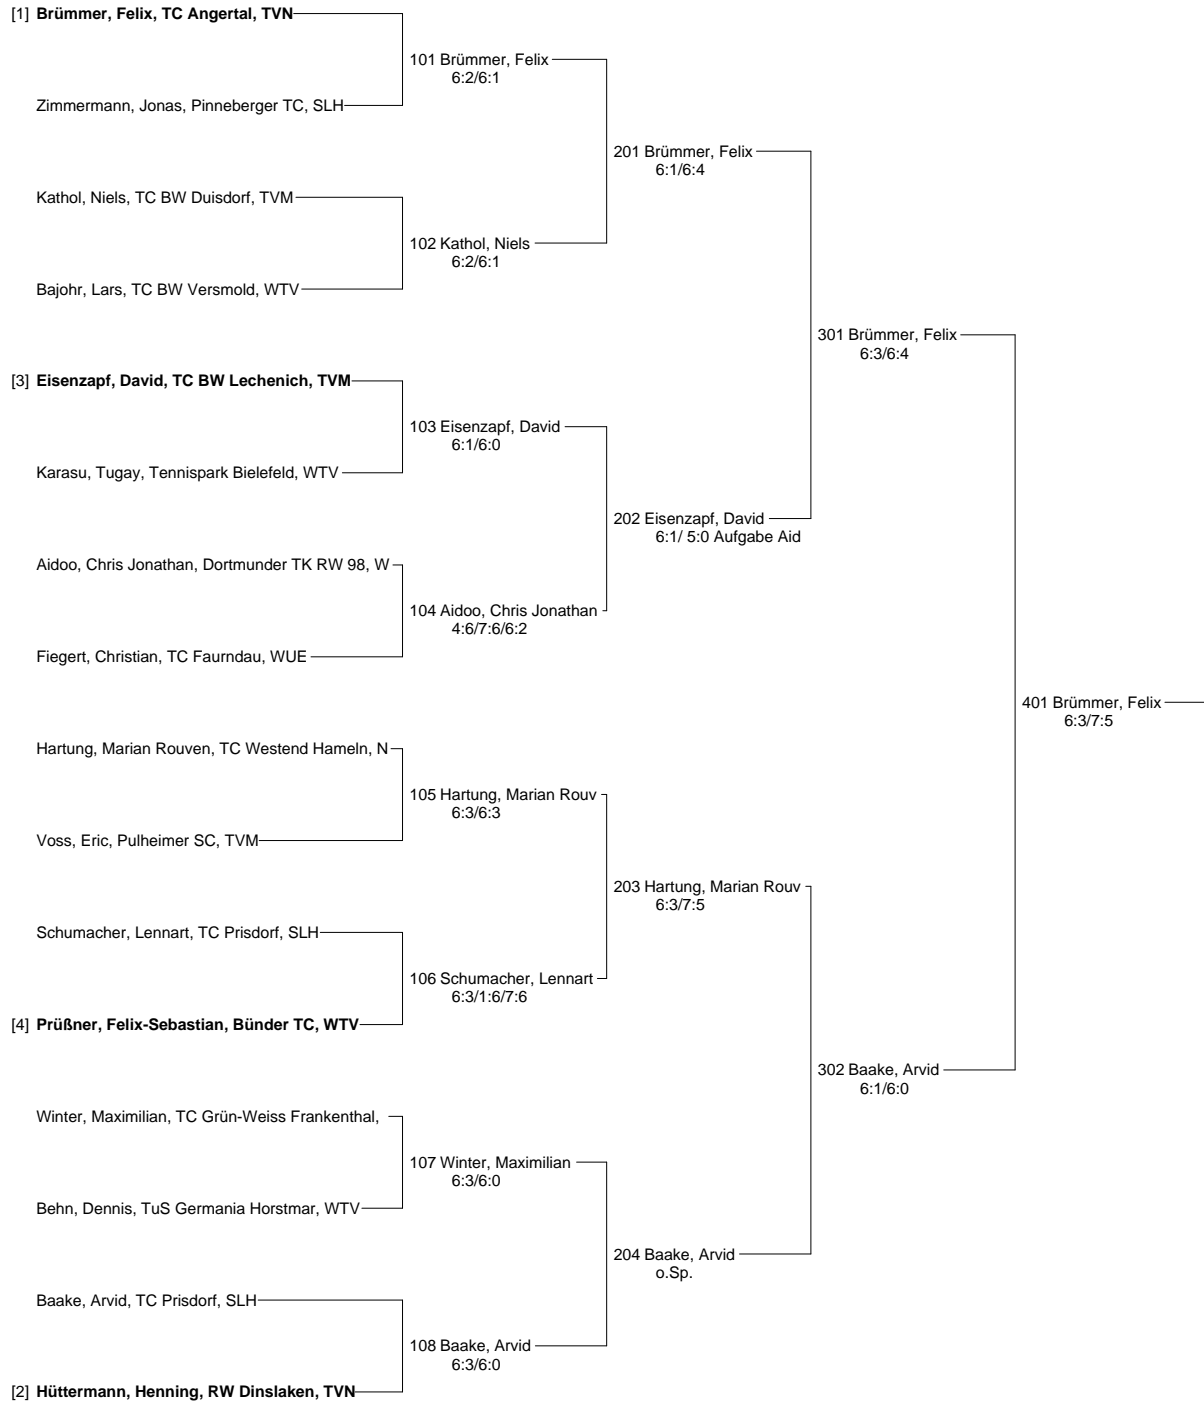 [1] Brümmer, Felix, TC Angertal, TVN
101 Brümmer, Felix
6:2/6:1
Zimmermann, Jonas, Pinneberger TC, SLH
201 Brümmer, Felix
6:1/6:4
Kathol, Niels, TC BW Duisdorf, TVM
102 Kathol, Niels
6:2/6:1
Bajohr, Lars, TC BW Versmold, WTV
301 Brümmer, Felix
6:3/6:4
[3] Eisenzapf, David, TC BW Lechenich, TVM
103 Eisenzapf, David
6:1/6:0
Karasu, Tugay, Tennispark Bielefeld, WTV
202 Eisenzapf, David
6:1/ 5:0 Aufgabe Aid
Aidoo, Chris Jonathan, Dortmunder TK RW 98, W
104 Aidoo, Chris Jonathan
4:6/7:6/6:2
Fiegert, Christian, TC Faurndau, WUE
401 Brümmer, Felix
6:3/7:5
Hartung, Marian Rouven, TC Westend Hameln, N
105 Hartung, Marian Rouv
6:3/6:3
Voss, Eric, Pulheimer SC, TVM
203 Hartung, Marian Rouv
6:3/7:5
Schumacher, Lennart, TC Prisdorf, SLH
106 Schumacher, Lennart
6:3/1:6/7:6
[4] Prüßner, Felix-Sebastian, Bünder TC, WTV
302 Baake, Arvid
6:1/6:0
Winter, Maximilian, TC Grün-Weiss Frankenthal,
107 Winter, Maximilian
6:3/6:0
Behn, Dennis, TuS Germania Horstmar, WTV
204 Baake, Arvid
o.Sp.
Baake, Arvid, TC Prisdorf, SLH
108 Baake, Arvid
6:3/6:0
[2] Hüttermann, Henning, RW Dinslaken, TVN